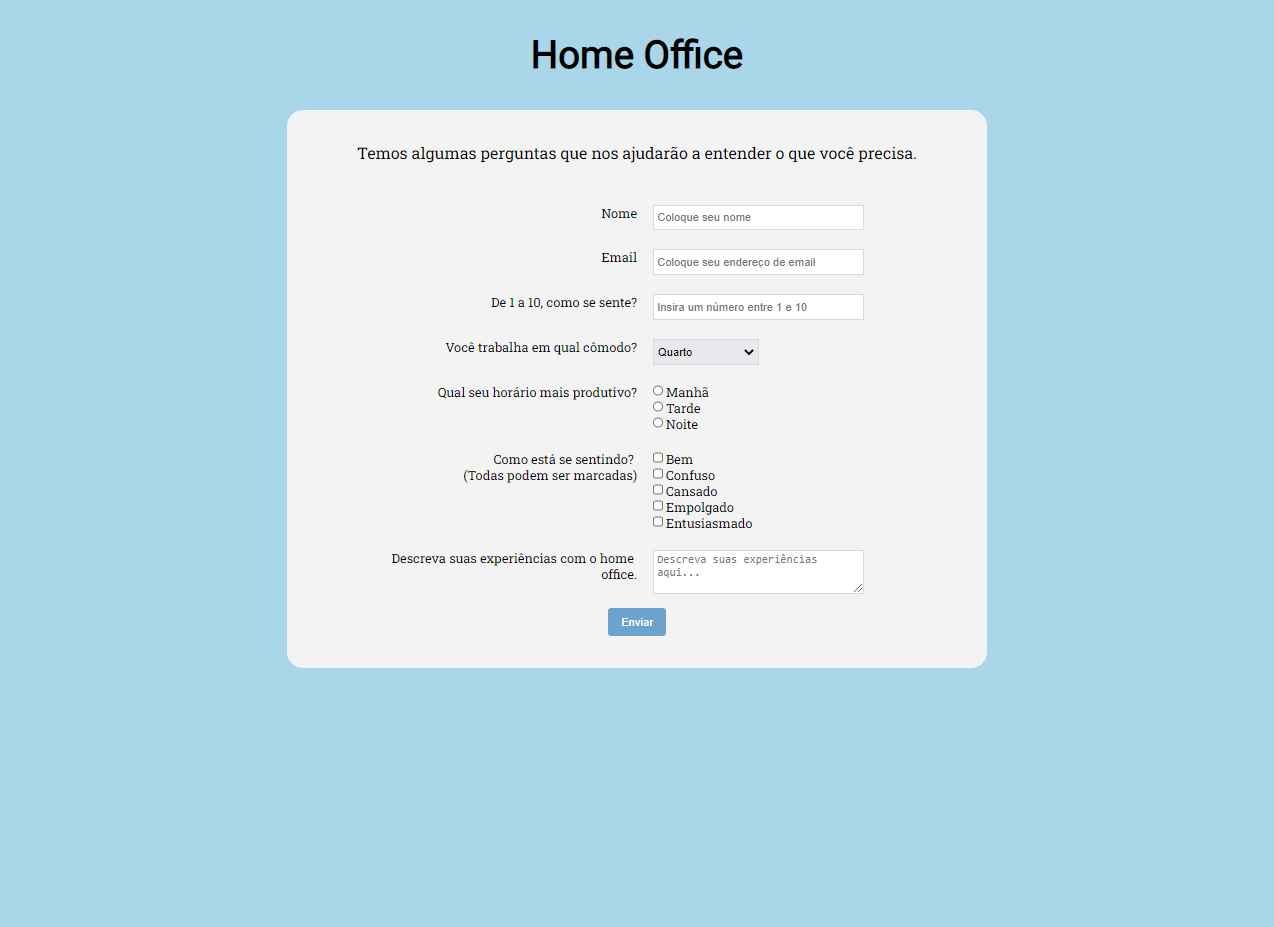 Home Office
Temos algumas perguntas que nos ajudarão a entender o que você precisa.
Nome
Coloque seu nome
Email
Coloque seu endereço de email
De 1 a 10, como se sente?
Insira um número entre 1 e 10
Você trabalha em qual cômodo?
Quarto
Qual seu horário mais produtivo?
Manhã
Tarde
Noite
Como está se sentindo?
(Todas podem ser marcadas)
Bem
Confuso
Cansado
Empolgado
Entusiasmado
Descreva suas experiências com o home
office.
Descreva suas experiências
aqui...
Enviar